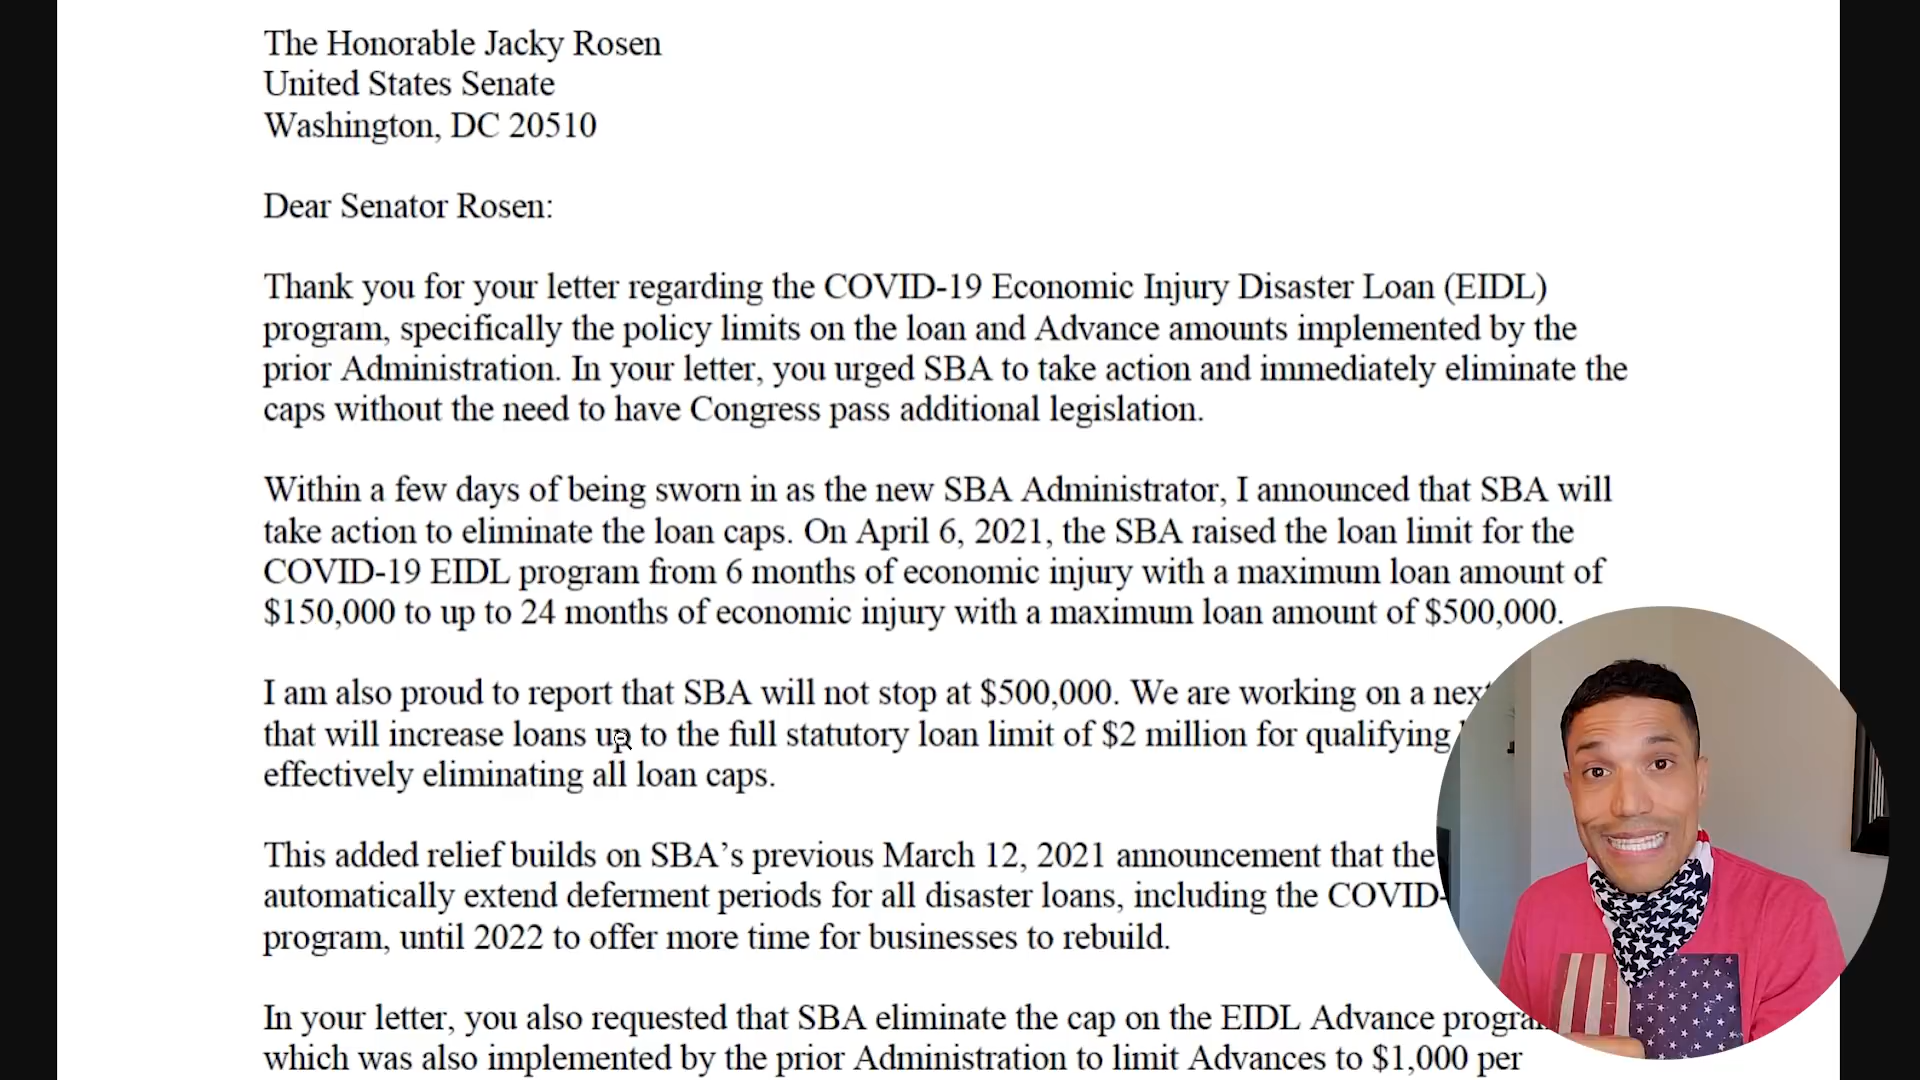 The Honorable Jacky Rosen
United States Senate
Washington, DC 20510
Dear Senator Rosen:
Thank you for your letter regarding the COVID-19 Economic Injury Disaster Loan (EIDL)
program, specifically the policy limits on the loan and Advance amounts implemented by the
prior Administration. In your letter, you urged SBA to take action and immediately eliminate the
caps without the need to have Congress pass additional legislation.
Within a few days of being sworn in as the new SBA Administrator, I announced that SBA will
take action to eliminate the loan caps. On April 6, 2021, the SBA raised the loan limit for the
COVID-19 EIDL program from 6 months of economic injury with a maximum loan amount of
$150,000 to up to 24 months of economic injury with a maximum loan amount of $500,000.
I am also proud to report that SBA will not stop at $500,000. We are working on a next
that will increase loans up to the full statutory loan limit of $2 million for qualifying
effectively eliminating all loan caps.
This added relief builds on SBA's previous March 12, 2021 announcement that the
automatically extend deferment periods for all disaster loans, including the COVID-
program, until 2022 to offer more time for businesses to rebuild.
In your letter, you also requested that SBA eliminate the cap on the EIDL Advance
which was also implemented by the prior Administration to limit Advances to $1,000 per